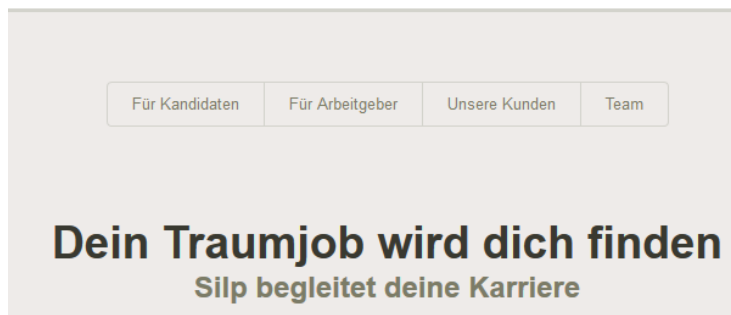 Für Kandidaten Für Arbeitgeber Unsere Kunden Team
Dein Traumjob wird dich finden
Silp begleitet deine Karriere